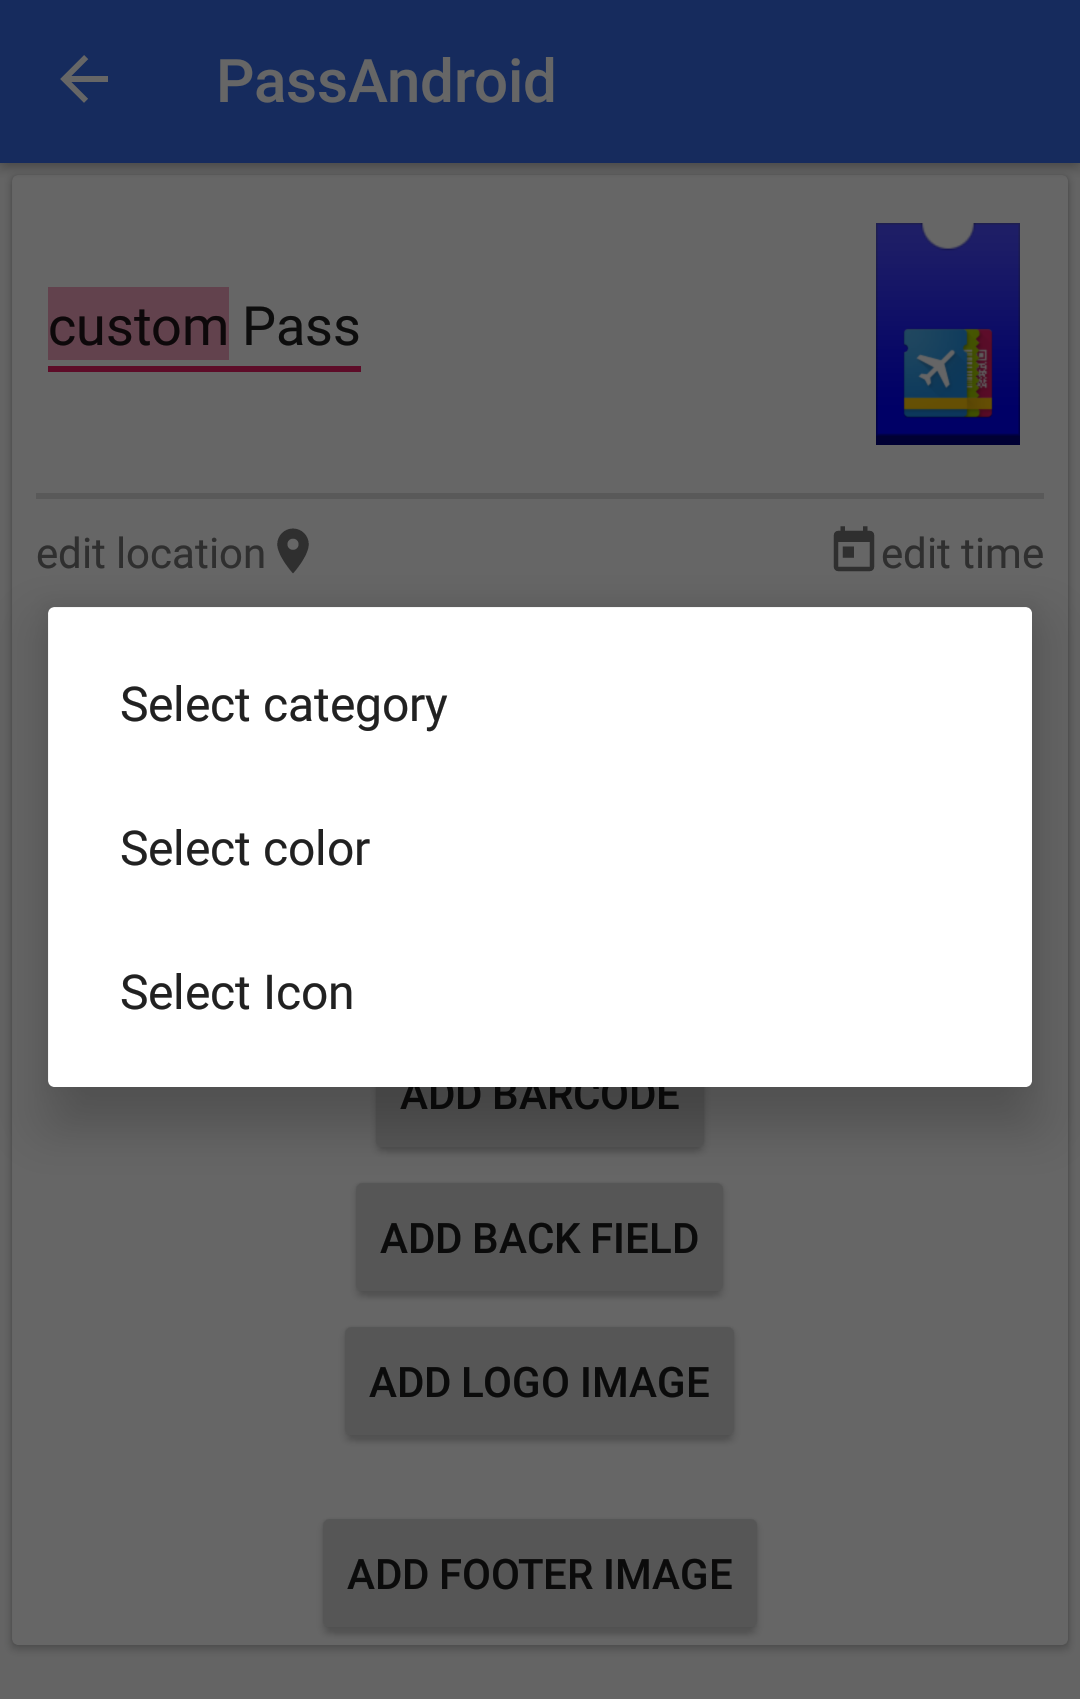 PassAndroid
custom Pass
edit location
edit time
Select category
Select color
Select Icon
ADD BARCODE
ADD BACK FIELD
ADD LOGO IMAGE
ADD FOOTER IMAGE